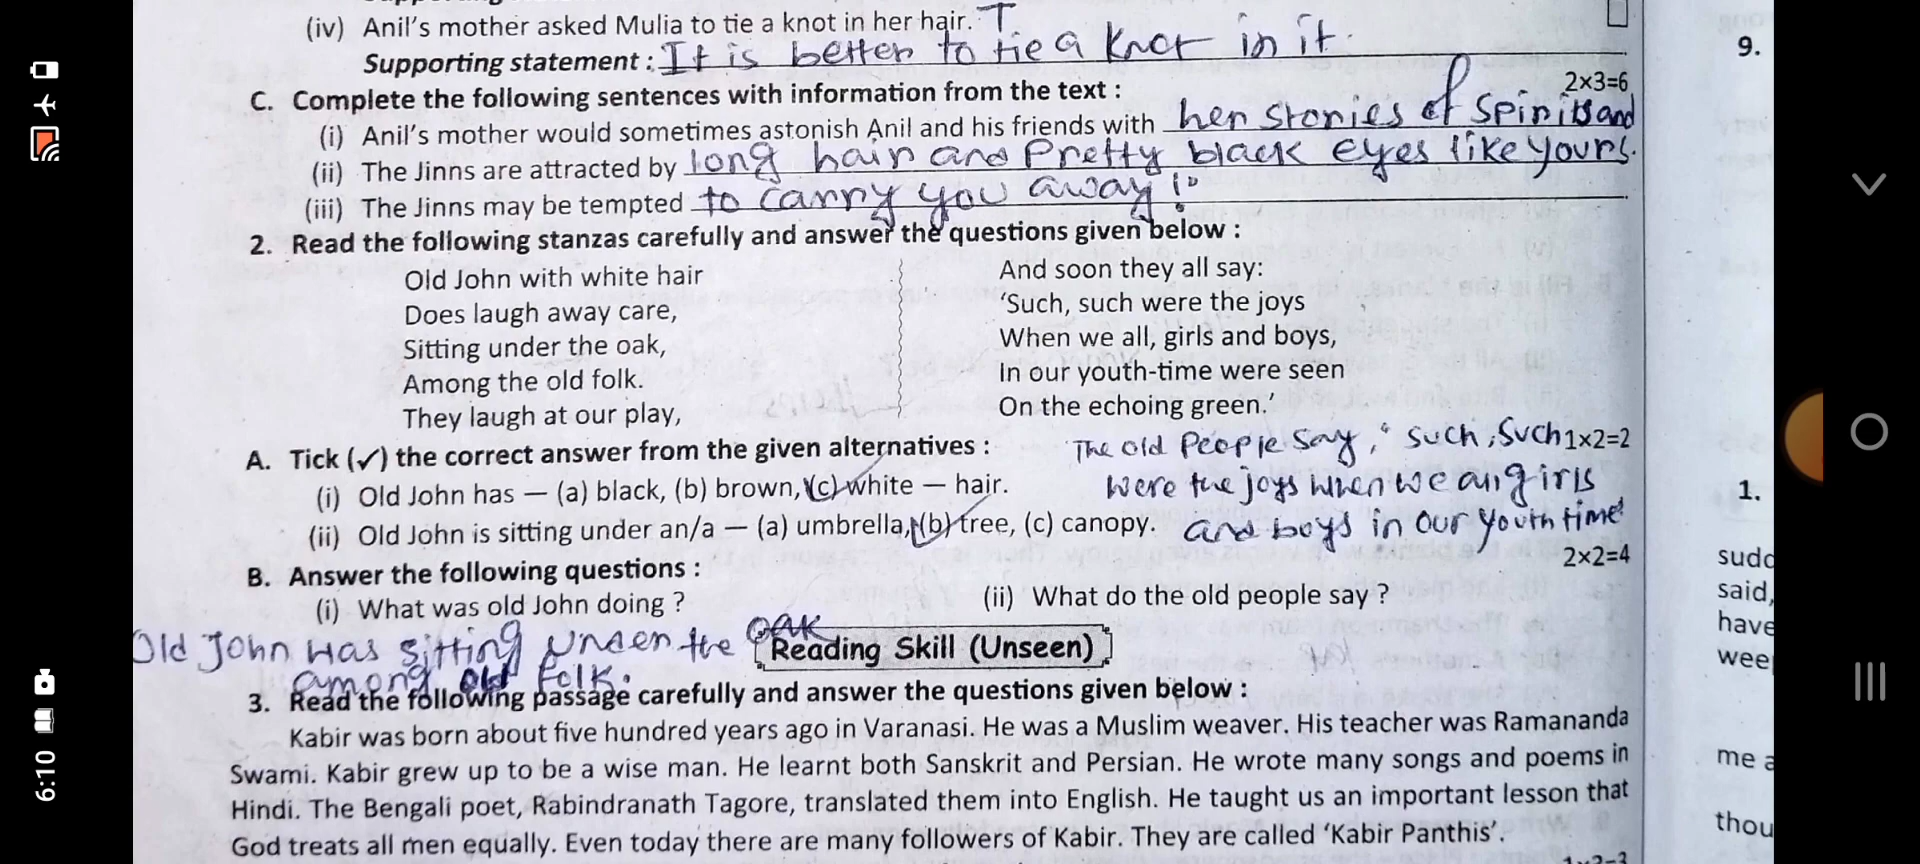 (iv) Anil's mother asked Mulia to tie a knot in her hair. T
Supporting statement : It is better to tie a knot in it.
C. Complete the following sentences with information from the text : 2×3=6
(i) Anil's mother would sometimes astonish Anil and his friends with her stories of spirits and
(ii) The Jinns are attracted by long hair and Pretty black eyes like yours.
(iii) The Jinns may be tempted to carry you away!
2. Read the following stanzas carefully and answer the questions given below :
Old John with white hair
Does laugh away care,
Sitting under the oak,
Among the old folk.
They laugh at our play,
And soon they all say:
'Such, such were the joys
When we all, girls and boys,
In our youth-time were seen
On the echoing green.'
A. Tick (✓) the correct answer from the given alternatives : 1×2=2
(i) Old John has — (a) black, (b) brown, (c) white — hair.
(ii) Old John is sitting under an/a — (a) umbrella, (b) tree, (c) canopy.
The old People say, " such, such
were the joys when we all girls
and boys in our youth time"
B. Answer the following questions : 2×2=4
(i) What was old John doing ? (ii) What do the old people say ?
Old John was sitting under the oak
among old folk.
Reading Skill (Unseen)
3. Read the following passage carefully and answer the questions given below :
Kabir was born about five hundred years ago in Varanasi. He was a Muslim weaver. His teacher was Ramananda
Swami. Kabir grew up to be a wise man. He learnt both Sanskrit and Persian. He wrote many songs and poems in
Hindi. The Bengali poet, Rabindranath Tagore, translated them into English. He taught us an important lesson that
God treats all men equally. Even today there are many followers of Kabir. They are called 'Kabir Panthis'.
9.
1.
said,
have
me a
6:10